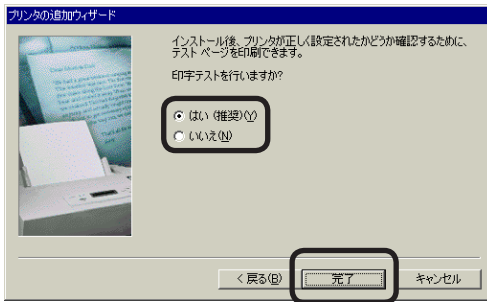 プリンタの追加ウィザード
インストール後、プリンタが正しく設定されたかどうか確認するために、
テスト ページを印刷できます。
印字テストを行いますか?
はい (推奨)(Y)
いいえ(N)
< 戻る(B)
完了
キャンセル